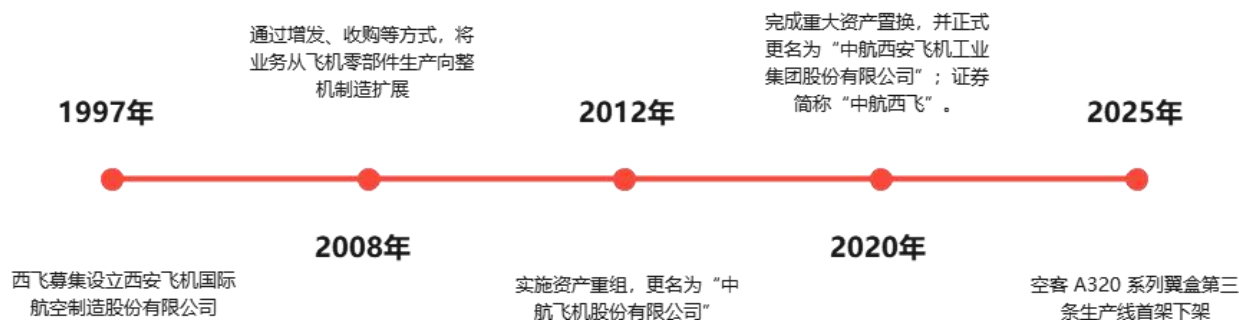 1997年
西飞募集设立西安飞机国际
航空制造股份有限公司
通过增发、收购等方式，将
业务从飞机零部件生产向整
机制造扩展
2008年
2012年
实施资产重组，更名为“中
航飞机股份有限公司”
完成重大资产置换，并正式
更名为“中航西安飞机工业
集团股份有限公司”；证券
简称“中航西飞”。
2020年
2025年
空客 A320 系列翼盒第三
条生产线首架下架